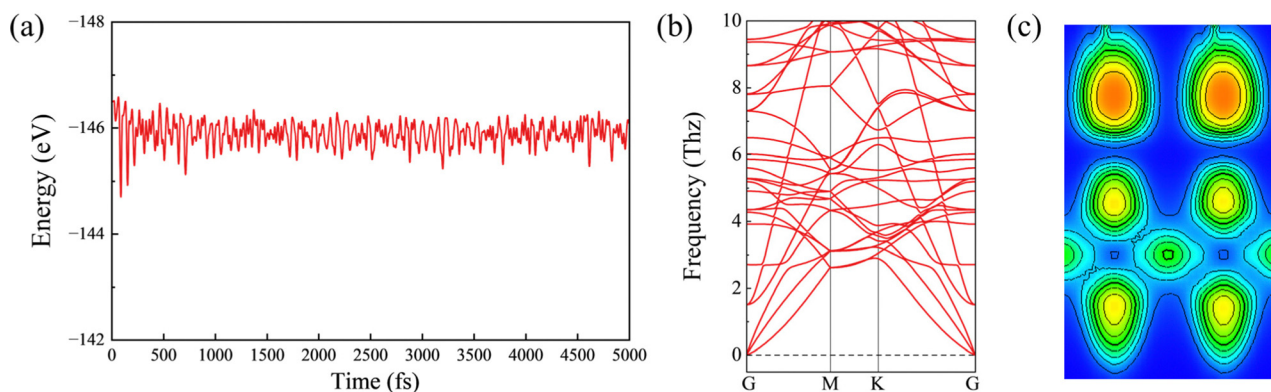 (a)
−148
−146
−144
−142
Energy (eV)
0 500 1000 1500 2000 2500 3000 3500 4000 4500 5000
Time (fs)
(b)
10
8
6
4
2
0
Frequency (Thz)
G M K G
(c)